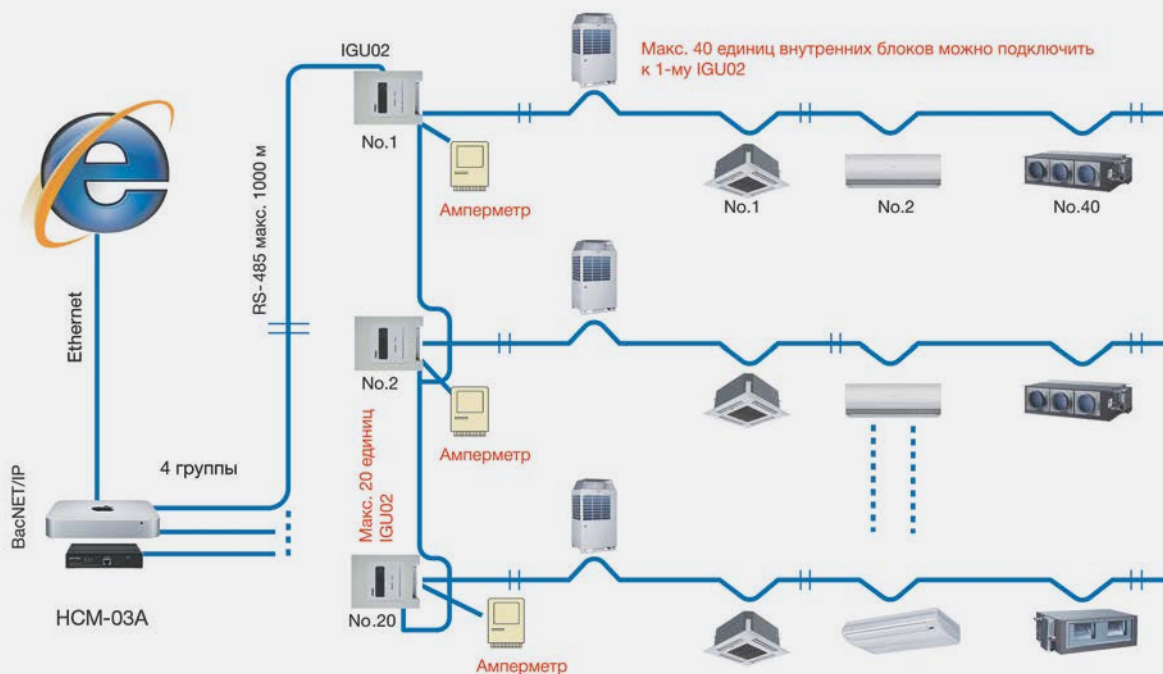 IGU02
Макс. 40 единиц внутренних блоков можно подключить
к 1-му IGU02
No.1
Амперметр
No.1
No.2
No.40
RS-485 макс. 1000 м
Ethernet
No.2
Амперметр
4 группы
BacNET/IP
Макс. 20 единиц
IGU02
HCM-03A
No.20
Амперметр